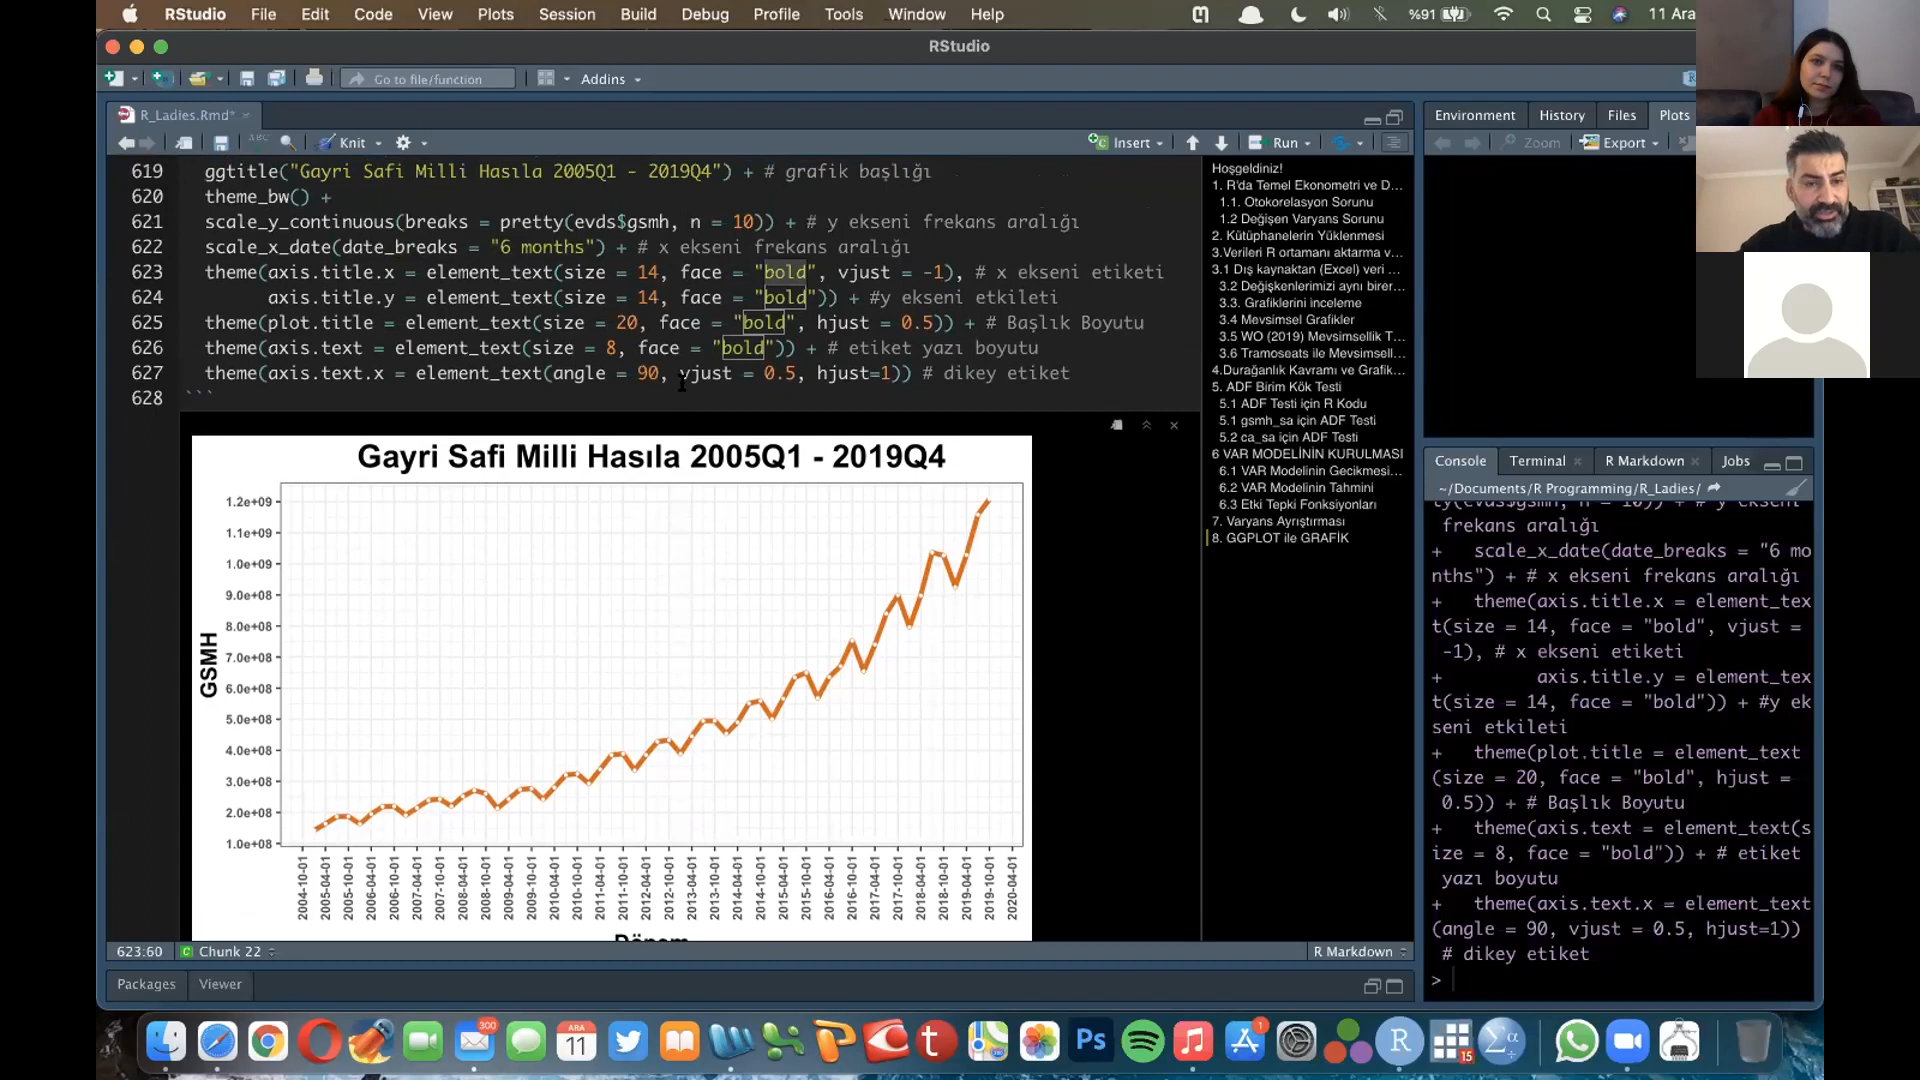 RStudio File Edit Code View Plots Session Build Debug Profile Tools Window Help %91 11 Ara
RStudio
Go to file/function Addins
R_Ladies.Rmd*
Knit Insert Run
619 ggtitle("Gayri Safi Milli Hasıla 2005Q1 - 2019Q4") + # grafik başlığı
620 theme_bw() +
621 scale_y_continuous(breaks = pretty(evds$gsmh, n = 10)) + # y ekseni frekans aralığı
622 scale_x_date(date_breaks = "6 months") + # x ekseni frekans aralığı
623 theme(axis.title.x = element_text(size = 14, face = "bold", vjust = -1), # x ekseni etiketi
624 axis.title.y = element_text(size = 14, face = "bold")) + #y ekseni etkileti
625 theme(plot.title = element_text(size = 20, face = "bold", hjust = 0.5)) + # Başlık Boyutu
626 theme(axis.text = element_text(size = 8, face = "bold")) + # etiket yazı boyutu
627 theme(axis.text.x = element_text(angle = 90, vjust = 0.5, hjust=1)) # dikey etiket
628 ```
Gayri Safi Milli Hasıla 2005Q1 - 2019Q4
GSMH
1.2e+09
1.1e+09
1.0e+09
9.0e+08
8.0e+08
7.0e+08
6.0e+08
5.0e+08
4.0e+08
3.0e+08
2.0e+08
1.0e+08
2004-10-01
2005-04-01
2005-10-01
2006-04-01
2006-10-01
2007-04-01
2007-10-01
2008-04-01
2008-10-01
2009-04-01
2009-10-01
2010-04-01
2010-10-01
2011-04-01
2011-10-01
2012-04-01
2012-10-01
2013-04-01
2013-10-01
2014-04-01
2014-10-01
2015-04-01
2015-10-01
2016-04-01
2016-10-01
2017-04-01
2017-10-01
2018-04-01
2018-10-01
2019-04-01
2019-10-01
2020-04-01
Dönem
623:60 Chunk 22 R Markdown
Packages Viewer
Hoşgeldiniz!
1. R'da Temel Ekonometri ve D...
1.1. Otokorelasyon Sorunu
1.2 Değişen Varyans Sorunu
2. Kütüphanelerin Yüklenmesi
3.Verileri R ortamanı aktarma v...
3.1 Dış kaynaktan (Excel) veri ...
3.2 Değişkenlerimizi aynı birer...
3.3. Grafiklerini inceleme
3.4 Mevsimsel Grafikler
3.5 WO (2019) Mevsimsellik T...
3.6 Tramoseats ile Mevsimsell...
4.Durağanlık Kavramı ve Grafik...
5. ADF Birim Kök Testi
5.1 ADF Testi için R Kodu
5.1 gsmh_sa için ADF Testi
5.2 ca_sa için ADF Testi
6 VAR MODELİNİN KURULMASI
6.1 VAR Modelinin Gecikmesi...
6.2 VAR Modelinin Tahmini
6.3 Etki Tepki Fonksiyonları
7. Varyans Ayrıştırması
8. GGPLOT ile GRAFİK
Environment History Files Plots
Zoom Export
Console Terminal R Markdown Jobs
~/Documents/R Programming/R_Ladies/
ty(evds$gsmh, n = 10)) + # y ekseni
frekans aralığı
+ scale_x_date(date_breaks = "6 mo
nths") + # x ekseni frekans aralığı
+ theme(axis.title.x = element_tex
t(size = 14, face = "bold", vjust =
-1), # x ekseni etiketi
+ axis.title.y = element_tex
t(size = 14, face = "bold")) + #y ek
seni etkileti
+ theme(plot.title = element_text
(size = 20, face = "bold", hjust =
0.5)) + # Başlık Boyutu
+ theme(axis.text = element_text(s
ize = 8, face = "bold")) + # etiket
yazı boyutu
+ theme(axis.text.x = element_text
(angle = 90, vjust = 0.5, hjust=1))
# dikey etiket
>
300
ARA
11
Ps
1
R
15
Σα